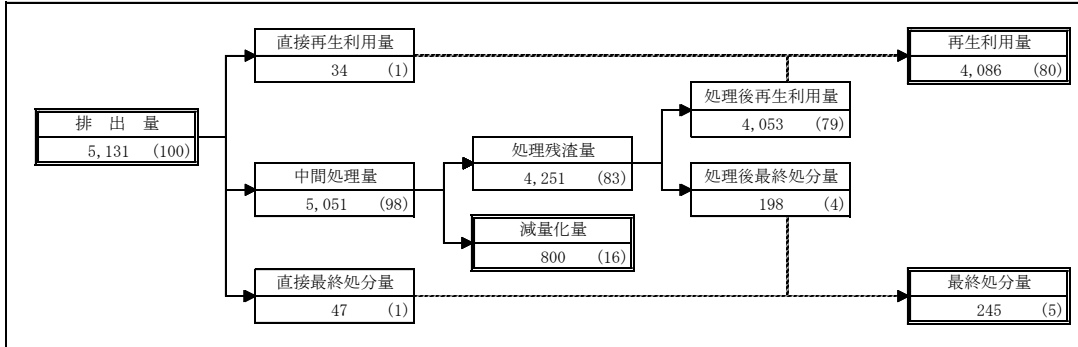 直接再生利用量
34 (1)
再生利用量
4,086 (80)
処理後再生利用量
4,053 (79)
排 出 量
5,131 (100)
処理残渣量
4,251 (83)
中間処理量
5,051 (98)
処理後最終処分量
198 (4)
減量化量
800 (16)
直接最終処分量
47 (1)
最終処分量
245 (5)